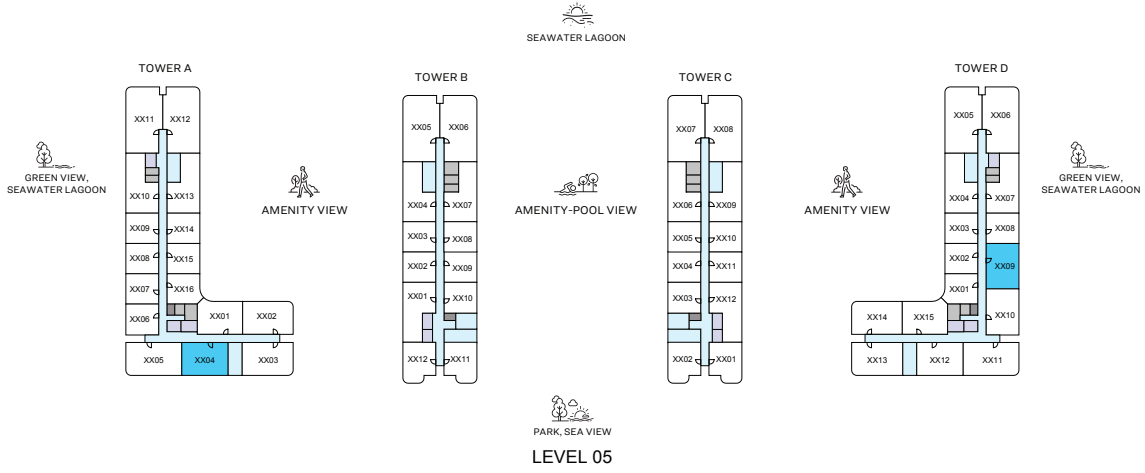 SEAWATER LAGOON
TOWER A
TOWER B
TOWER C
TOWER D
XX11 XX12
XX10 XX13
XX09 XX14
XX08 XX15
XX07 XX16
XX06 XX01 XX02
XX05 XX04 XX03
XX05 XX06
XX04 XX07
XX03 XX08
XX02 XX09
XX01 XX10
XX12 XX11
XX07 XX08
XX06 XX09
XX05 XX10
XX04 XX11
XX03 XX12
XX02 XX01
XX05 XX06
XX04 XX07
XX03 XX08
XX02 XX09
XX01
XX14 XX15 XX10
XX13 XX12 XX11
GREEN VIEW,
SEAWATER LAGOON
AMENITY VIEW
AMENITY-POOL VIEW
AMENITY VIEW
GREEN VIEW,
SEAWATER LAGOON
PARK, SEA VIEW
LEVEL 05